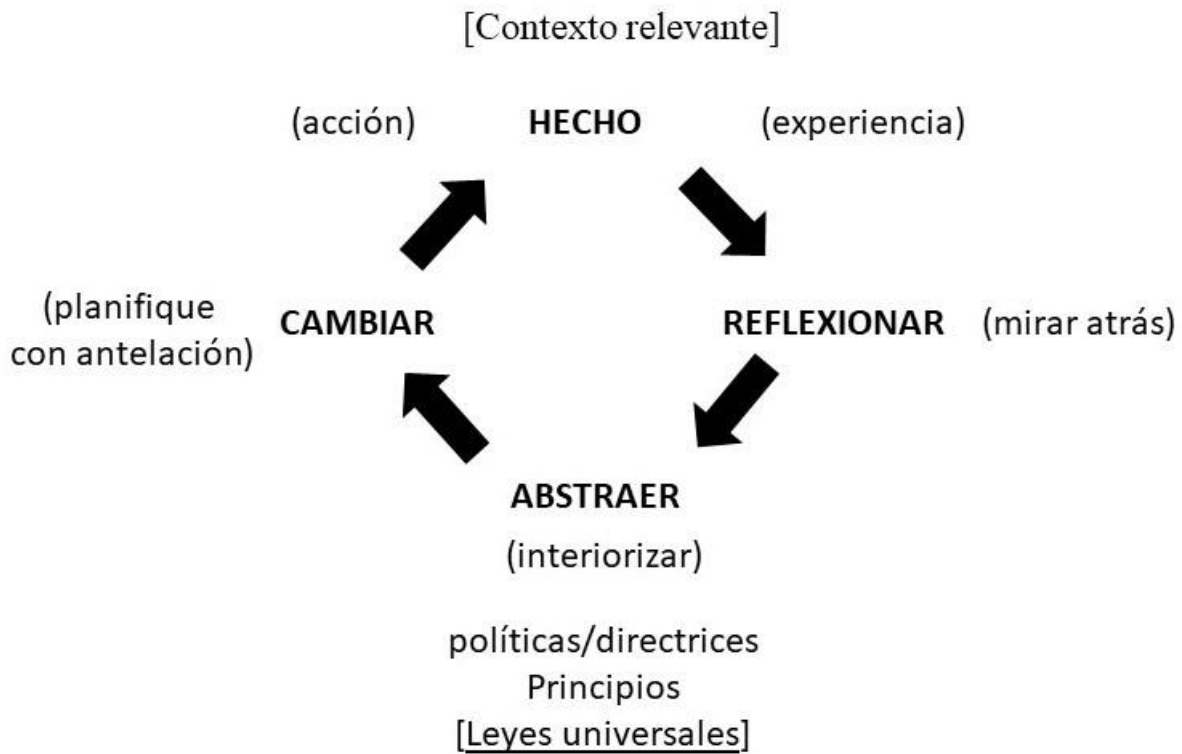 [Contexto relevante]
(acción) HECHO (experiencia)
(planifique
con antelación)
CAMBIAR
REFLEXIONAR (mirar atrás)
ABSTRAER
(interiorizar)
políticas/directrices
Principios
[Leyes universales]